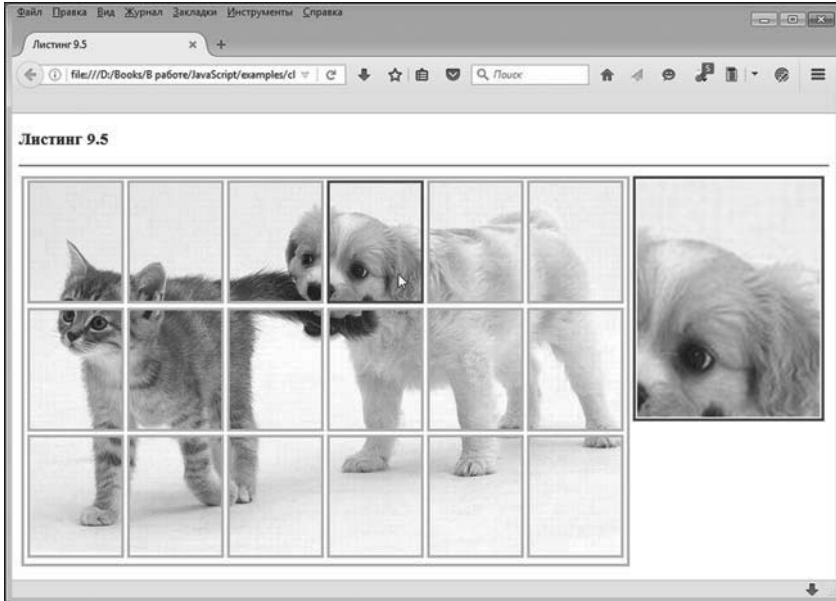 Файл Правка Вид Журнал Закладки Инструменты Справка
Листинг 9.5
file:///D:/Books/В работе/JavaScript/examples/cl
Поиск
S
Листинг 9.5